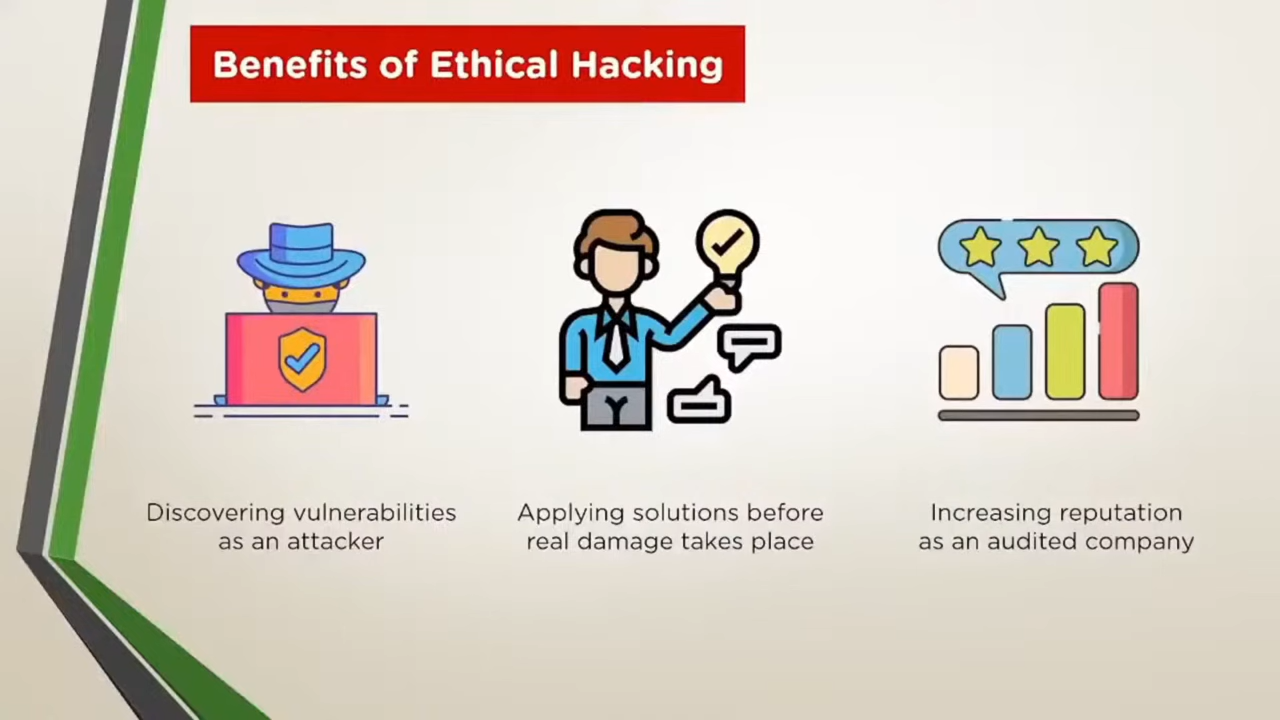 Benefits of Ethical Hacking
Discovering vulnerabilities
as an attacker
Applying solutions before
real damage takes place
Increasing reputation
as an audited company